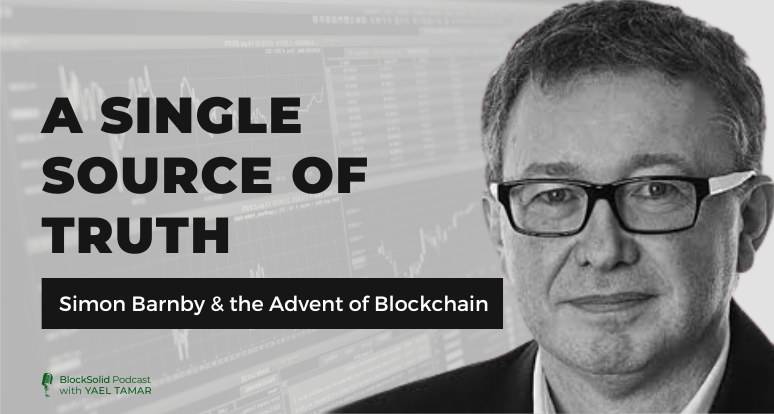 A SINGLE
SOURCE OF
TRUTH
Simon Barnby & the Advent of Blockchain
BlockSolid Podcast
with YAEL TAMAR